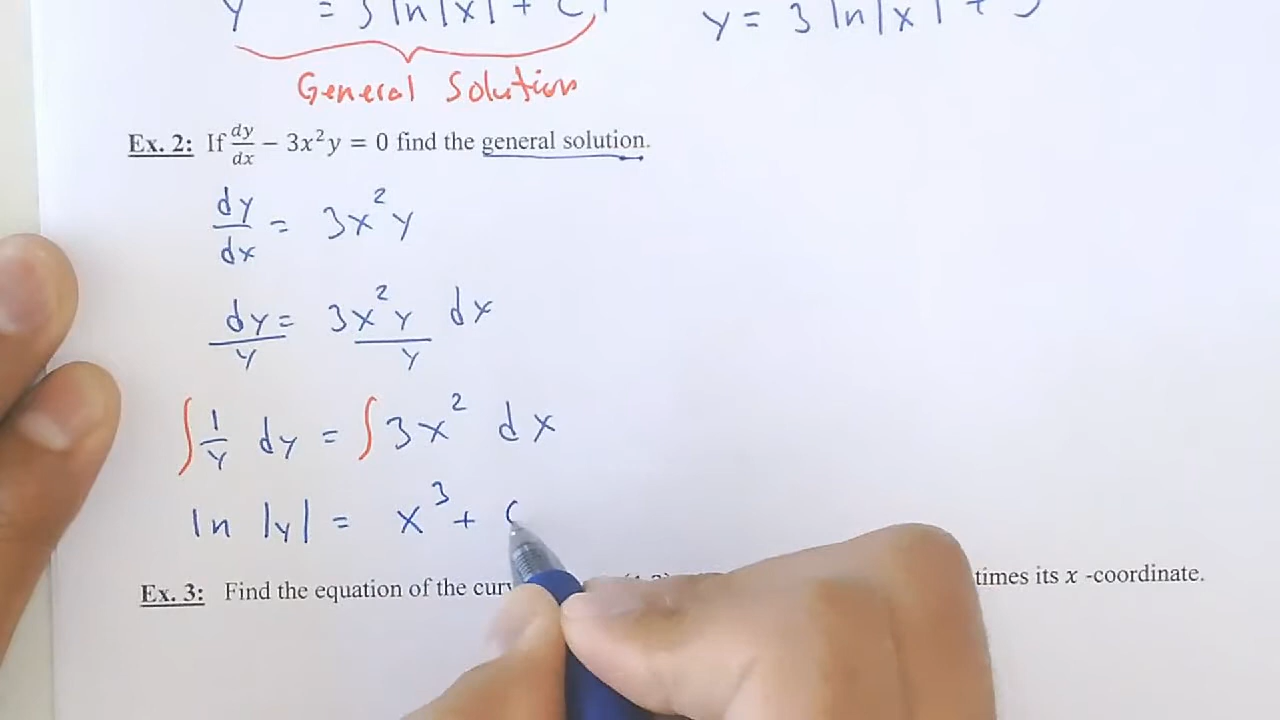 y = 3 ln|x| + C, y = 3 ln|x| +
General Solution
Ex. 2: If dy/dx − 3x²y = 0 find the general solution.
dy/dx = 3x²y
dy/y = 3x²y/y dx
∫ 1/y dy = ∫ 3x² dx
ln |y| = x³ + C
Ex. 3: Find the equation of the times its x -coordinate.